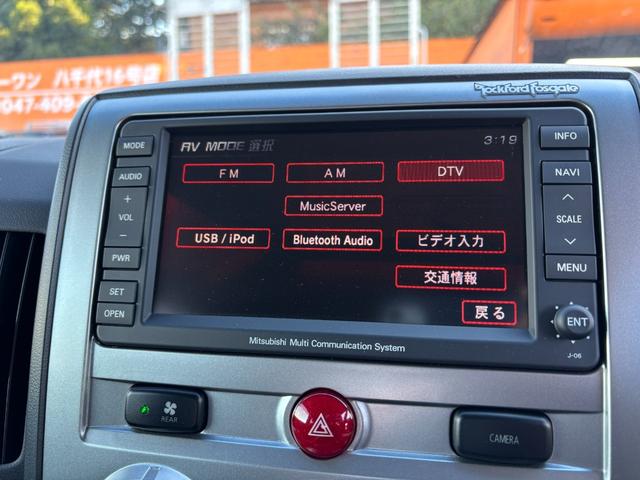 ーワン 八千代16号店
047-409-
Rockford Fosgate
MODE
AUDIO
+
VOL
−
PWR
SET
OPEN
AV MODE 選択
3:19
FM
AM
DTV
MusicServer
USB / iPod
Bluetooth Audio
ビデオ入力
交通情報
戻る
INFO
NAVI
SCALE
MENU
ENT
J-06
Mitsubishi Multi Communication System
REAR
CAMERA